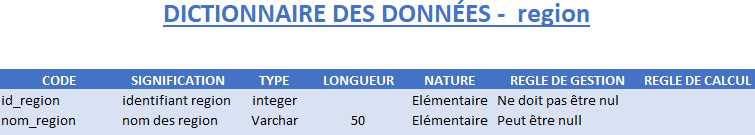 DICTIONNAIRE DES DONNÉES - region
CODE SIGNIFICATION TYPE LONGUEUR NATURE REGLE DE GESTION REGLE DE CALCUL
id_region identifiant region integer Elémentaire Ne doit pas être nul
nom_region nom des region Varchar 50 Elémentaire Peut être null